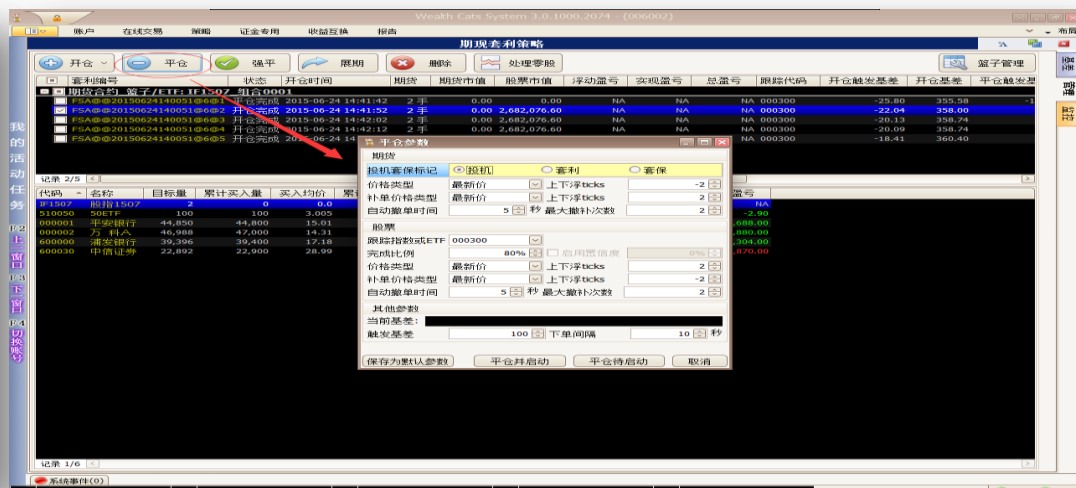 Wealth Cats System 3.0.1000.2074 - (006002)
账户 在线交易 策略 证金专用 收益互换 报告 布局
期现套利策略
开仓 平仓 强平 展期 删除 处理零股 篮子管理
套利编号 状态 开仓时间 期货 期货市值 股票市值 浮动盈亏 实现盈亏 总盈亏 跟踪代码 开仓触发基差 开仓基差 平仓触发基
期货合约_篮子/ETF: IF1507_组合0001
FSA@@20150624140051@6@1 平仓完成 2015-06-24 14:41:42 2 手 0.00 0.00 NA NA NA 000300 -25.80 355.58 -1
FSA@@20150624140051@6@2 开仓完成 2015-06-24 14:41:52 2 手 0.00 2,682,076.60 NA NA NA 000300 -22.04 358.00
FSA@@20150624140051@6@3 开仓完成 2015-06-24 14:42:02 2 手 0.00 2,682,076.60 NA NA NA 000300 -20.13 358.74
FSA@@20150624140051@6@4 开仓完成 2015-06-24 14:42:12 2 手 0.00 2,682,076.60 NA NA NA 000300 -20.09 358.74
FSA@@20150624140051@6@5 开仓完成 2015-06-24 14 NA 000300 -18.41 360.40
记录 2/5
代码 名称 目标量 累计买入量 买入均价 累 盈亏
IF1507 股指1507 2 0 0.0 NA
510050 50ETF 100 100 3.005 -2.90
000001 平安银行 44,850 44,800 15.01 ,688.00
000002 万 科A 46,988 47,000 14.31 ,880.00
600000 浦发银行 39,396 39,400 17.18 ,304.00
600030 中信证券 22,892 22,900 28.99 ,870.00
平仓参数
期货
投机套保标记 投机 套利 套保
价格类型 最新价 上下浮ticks -2
补单价格类型 最新价 上下浮ticks 2
自动撤单时间 5 秒 最大撤补次数 2
股票
跟踪指数或ETF 000300
完成比例 80% 启用置信度 0%
价格类型 最新价 上下浮ticks 2
补单价格类型 最新价 上下浮ticks -2
自动撤单时间 5 秒 最大撤补次数 2
其他参数
当前基差:
触发基差 100 下单间隔 10 秒
保存为默认参数 平仓并启动 平仓待启动 取消
我的活动任务
F2上一窗口
F3下一窗口
F4切换账号
记录 1/6
系统事件(0)